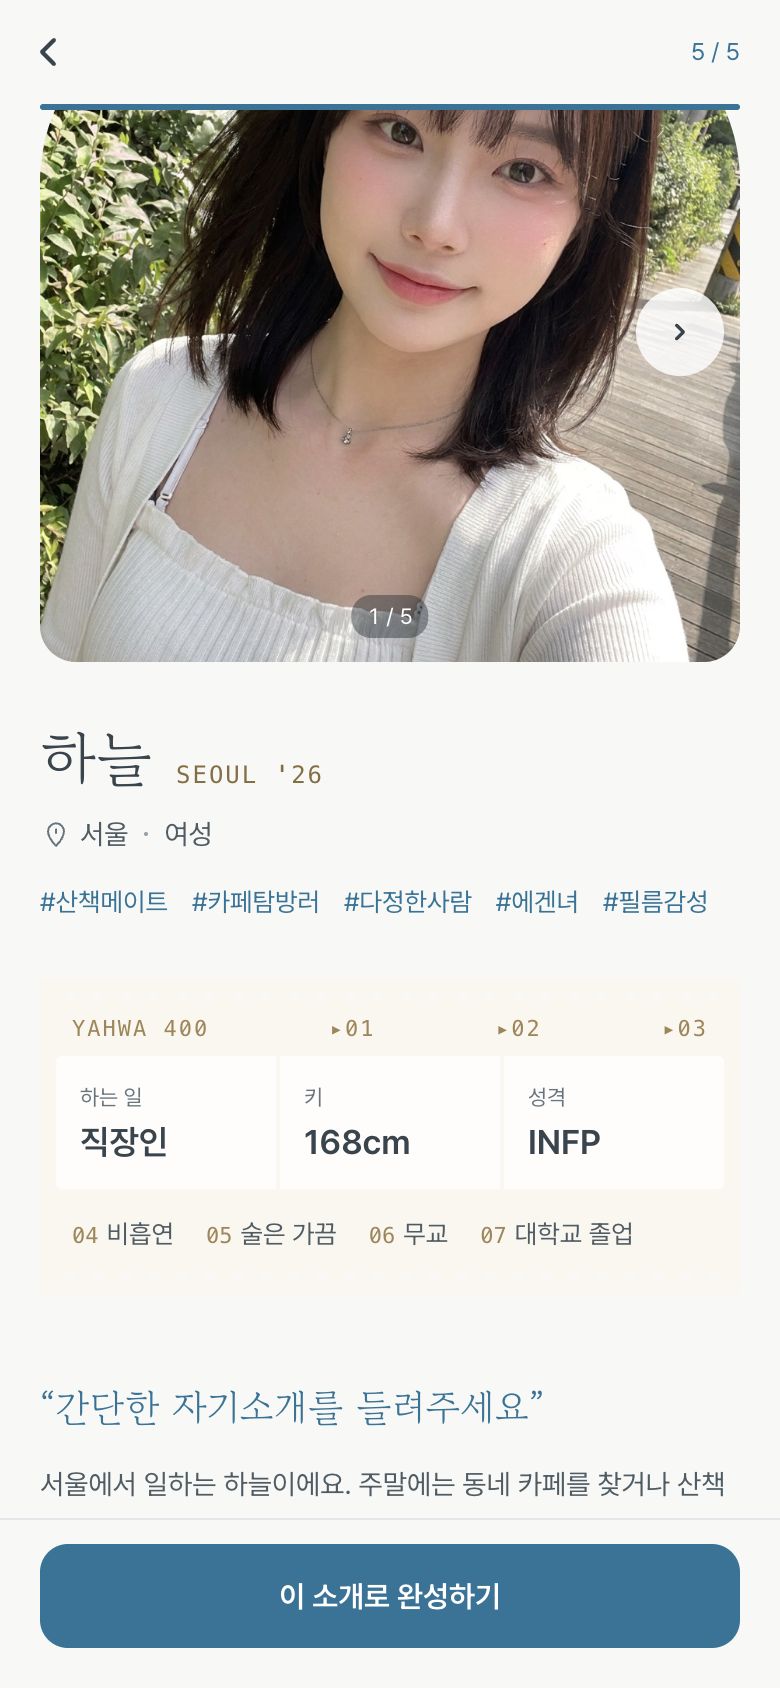 5 / 5
1 / 5
하늘 SEOUL '26
서울 · 여성
#산책메이트 #카페탐방러 #다정한사람 #에겐녀 #필름감성
YAHWA 400 ▸01 ▸02 ▸03
하는 일 키 성격
직장인 168cm INFP
04 비흡연 05 술은 가끔 06 무교 07 대학교 졸업
“간단한 자기소개를 들려주세요”
서울에서 일하는 하늘이에요. 주말에는 동네 카페를 찾거나 산책
이 소개로 완성하기